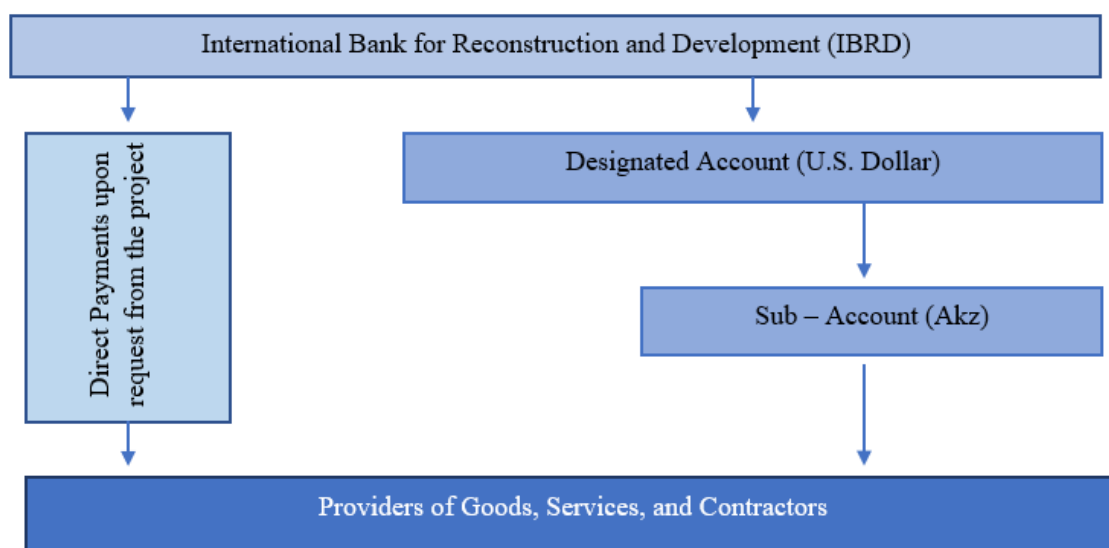 International Bank for Reconstruction and Development (IBRD)
Direct Payments upon
request from the project
Designated Account (U.S. Dollar)
Sub – Account (Akz)
Providers of Goods, Services, and Contractors